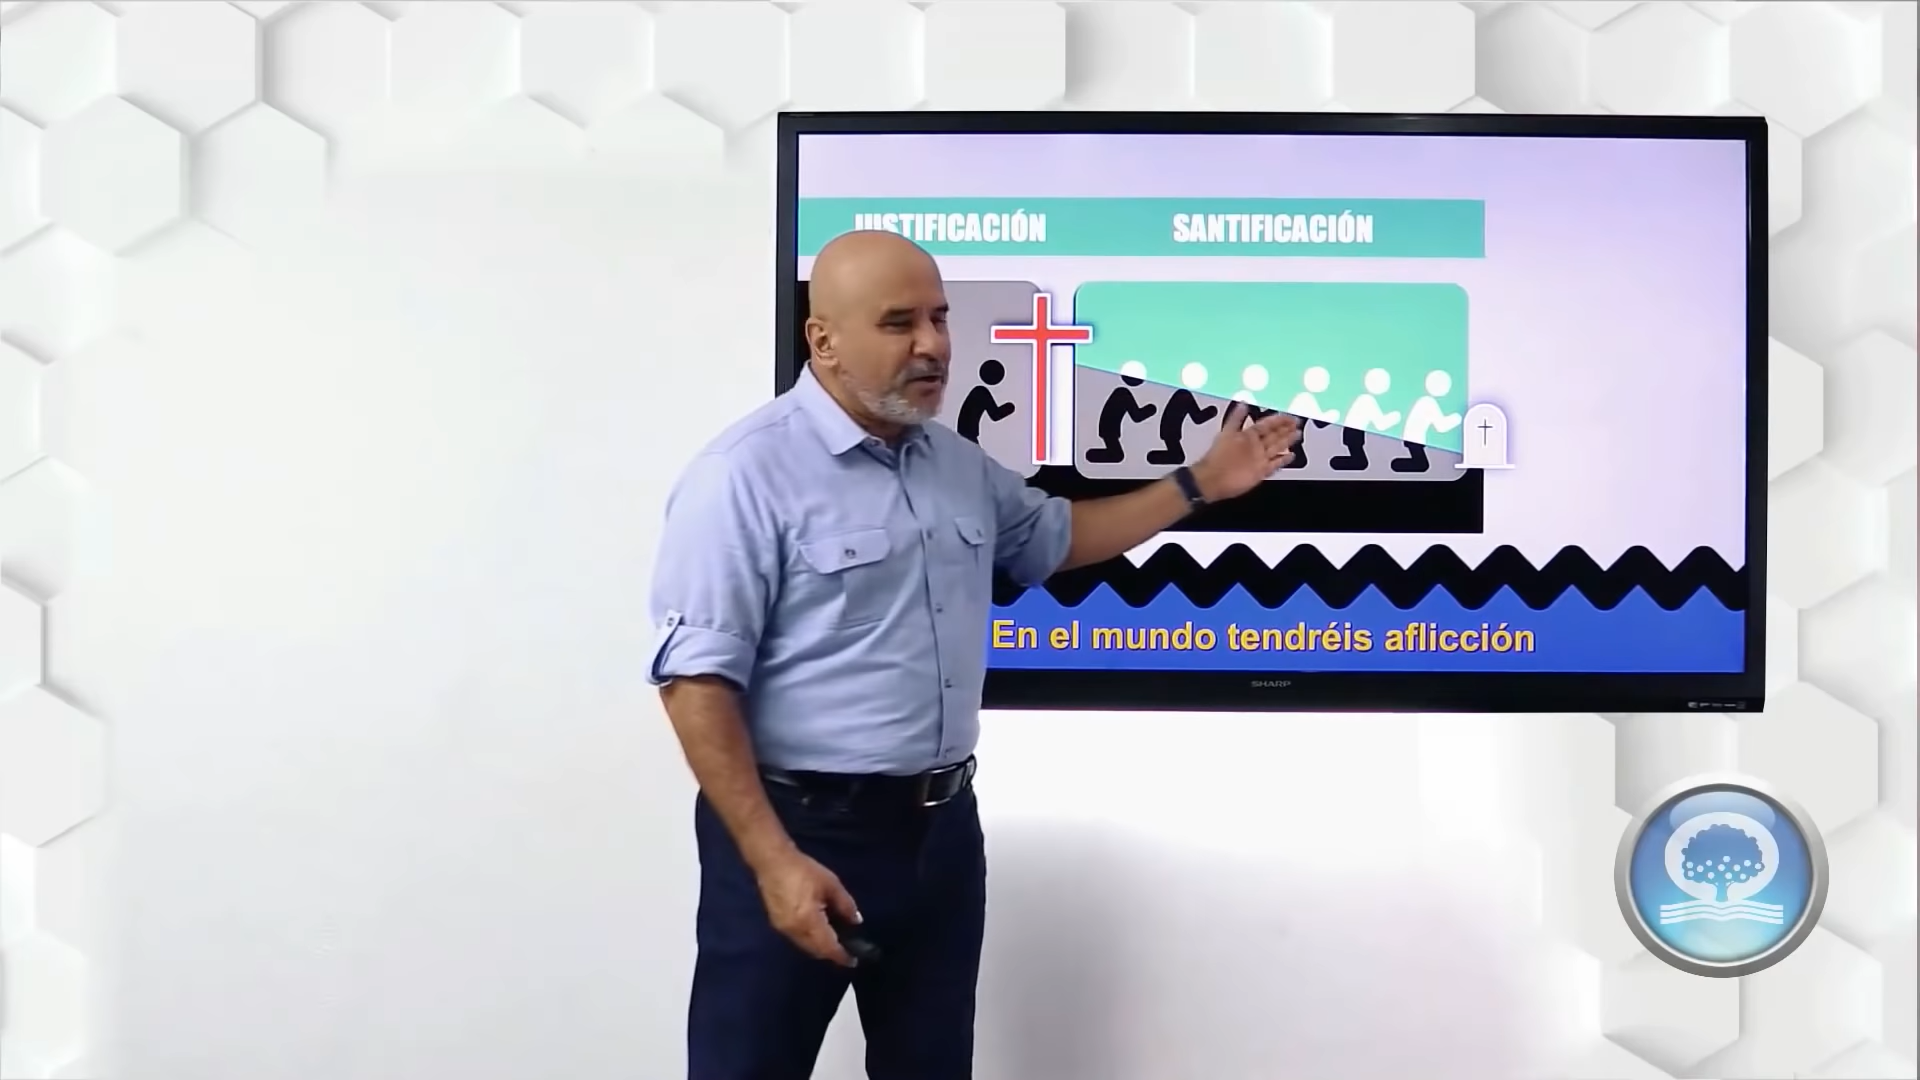 JUSTIFICACIÓN SANTIFICACIÓN
En el mundo tendréis aflicción
SHARP